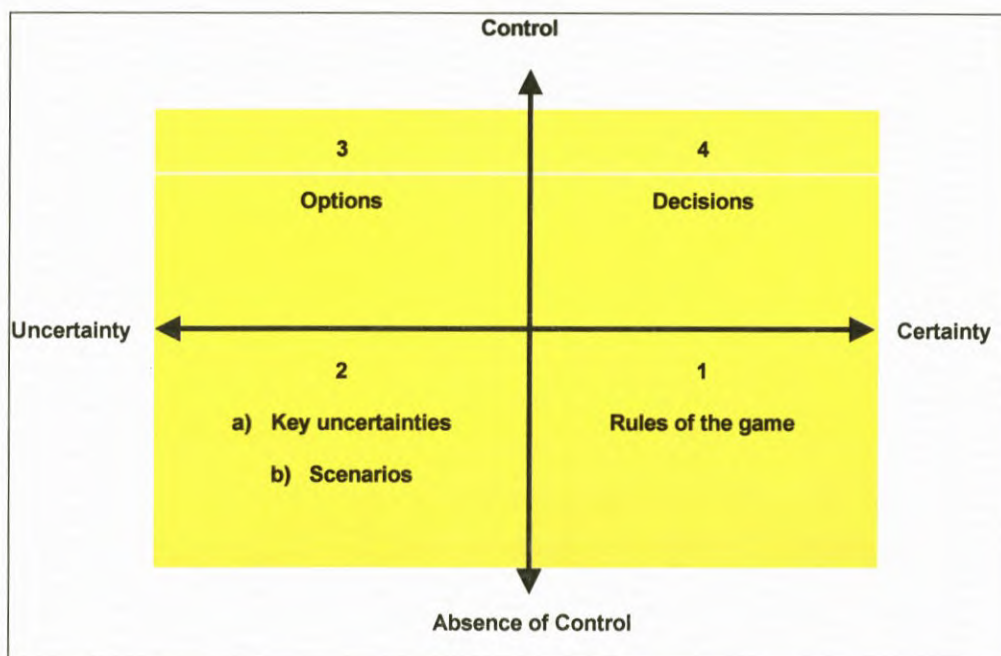 Control
3
4
Options
Decisions
Uncertainty
Certainty
2
1
a) Key uncertainties
Rules of the game
b) Scenarios
Absence of Control